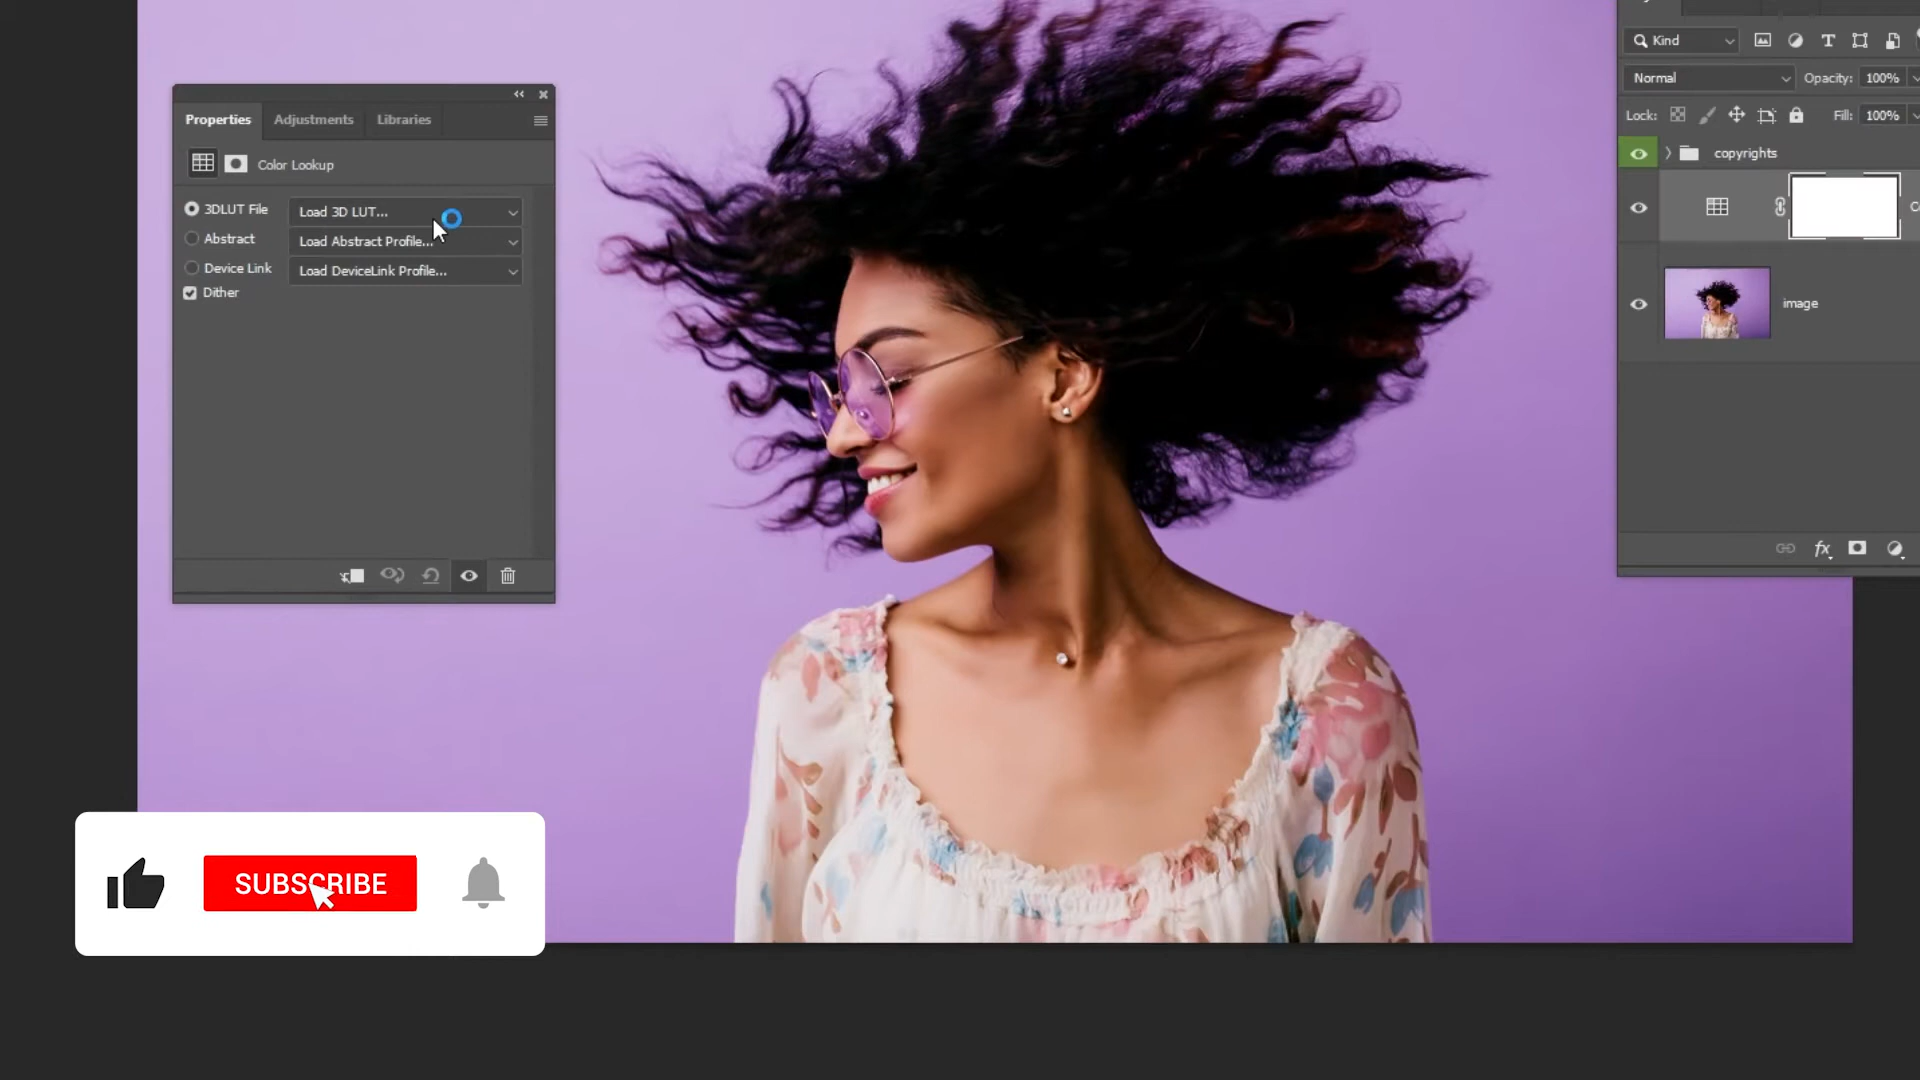 Properties
Adjustments
Libraries
Color Lookup
3DLUT File
Load 3D LUT...
Abstract
Load Abstract Profile...
Device Link
Load DeviceLink Profile...
Dither
Kind
Normal
Opacity: 100%
Lock:
Fill: 100%
copyrights
image
fx
SUBSCRIBE